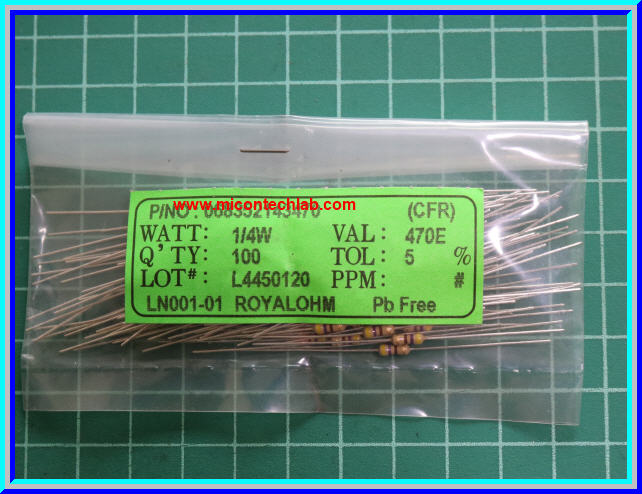 www.micontechlab.com
P/NO: (CFR)
WATT: 1/4W VAL: 470E
Q'TY: 100 TOL: 5 %
LOT#: L4450120 PPM: #
LN001-01 ROYALOHM Pb Free